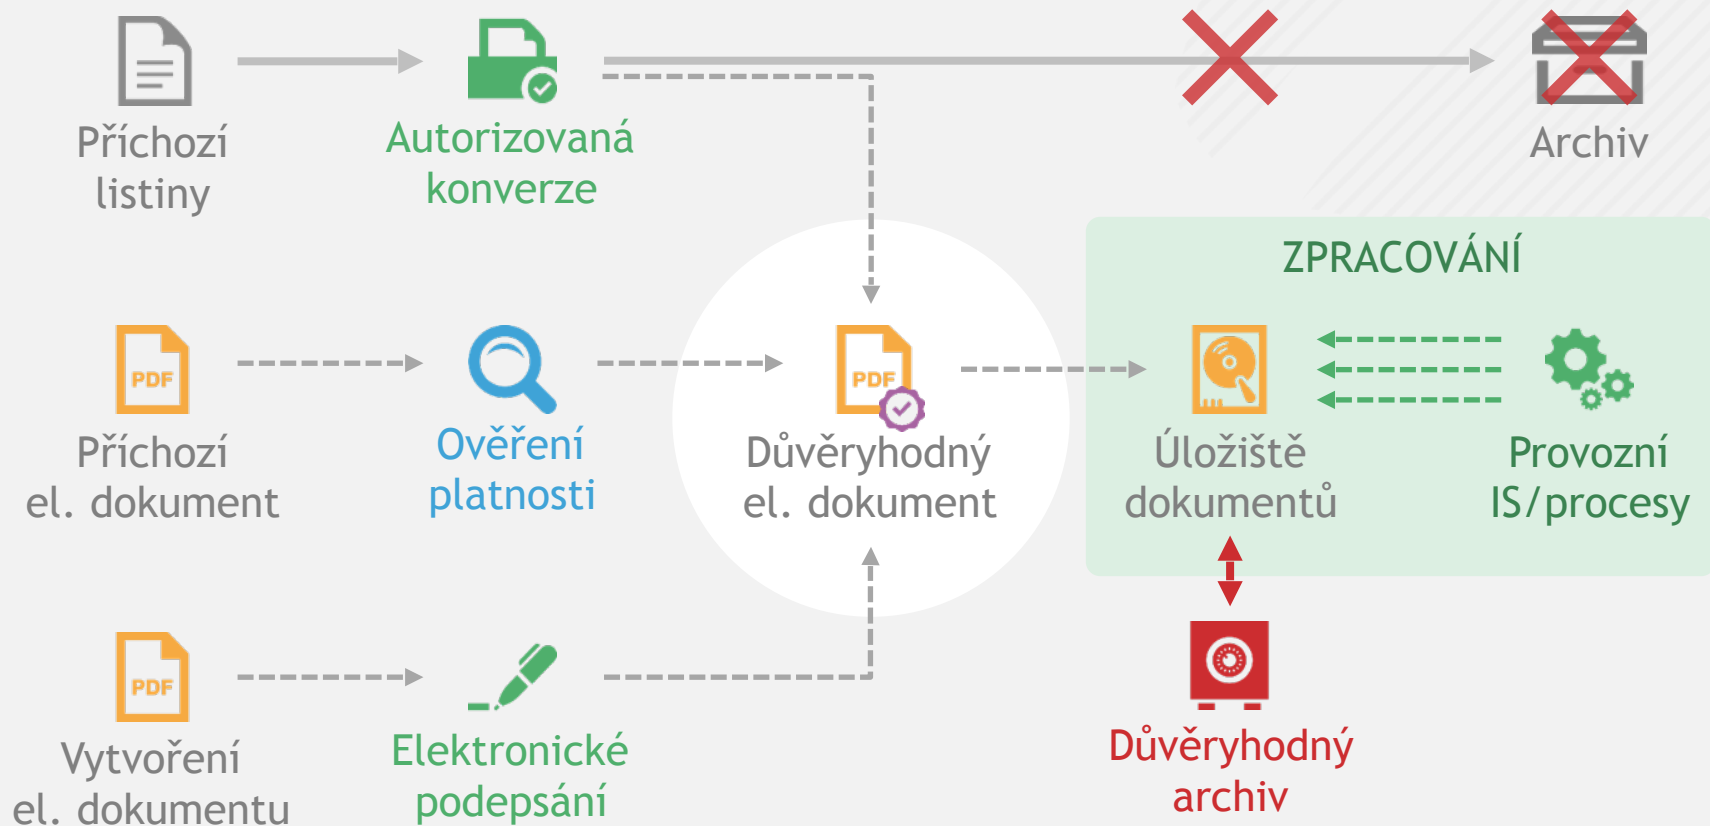 Příchozí
listiny
Autorizovaná
konverze
Archiv
ZPRACOVÁNÍ
PDF
Příchozí
el. dokument
Ověření
platnosti
PDF
Důvěryhodný
el. dokument
Úložiště
dokumentů
Provozní
IS/procesy
PDF
Vytvoření
el. dokumentu
Elektronické
podepsání
Důvěryhodný
archiv